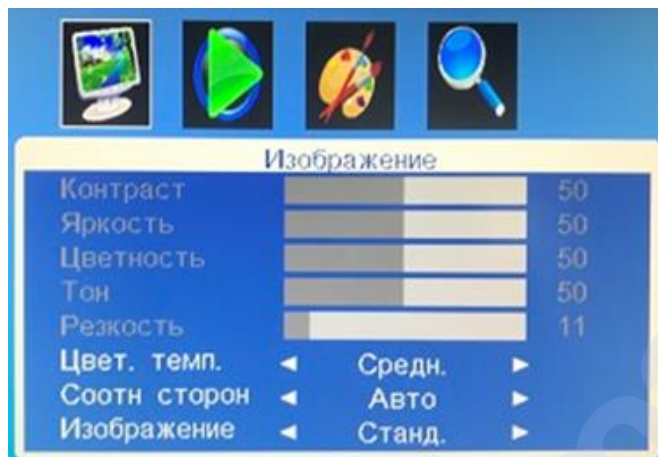 Изображение
Контраст 50
Яркость 50
Цветность 50
Тон 50
Резкость 11
Цвет. темп. ◄ Средн. ►
Соотн сторон ◄ Авто ►
Изображение ◄ Станд. ►